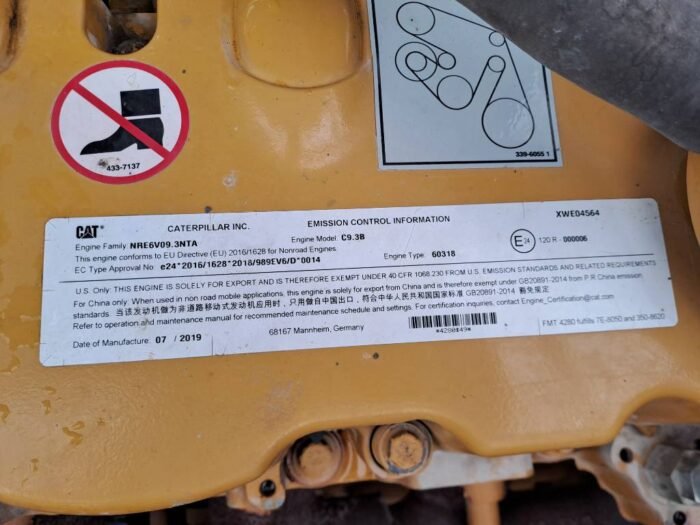 433-7137
339-6055 1
CAT
CATERPILLAR INC.
EMISSION CONTROL INFORMATION
XWE04564
Engine Family NRE6V09.3NTA
Engine Model: C9.3B
This engine conforms to EU Directive (EU) 2016/1628 for Nonroad Engines.
E24 120 R - 000006
EC Type Approval No. e24*2016/1628*2018/989EV6/D*0014
Engine Type: 60318
U.S. Only THIS ENGINE IS SOLELY FOR EXPORT AND IS THEREFORE EXEMPT UNDER 40 CFR 1068.230 FROM U.S. EMISSION STANDARDS AND RELATED REQUIREMENTS
For China only: When used in non road mobile applications, this engine is solely for export from China and is therefore exempt under GB20891-2014 from P.R.China emission
standards. 当该发动机做为非道路移动式发动机应用时，只用做自中国出口，符合中华人民共和国国家标准 GB20891-2014 豁免规定
Refer to operation and maintenance manual for recommended maintenance schedule and settings. For certification inquiries, contact Engine_Certification@cat.com
Date of Manufacture: 07 / 2019
68167 Mannheim, Germany
*4280849*
FMT 4280 fulfills 7E-5050 and 350-8620